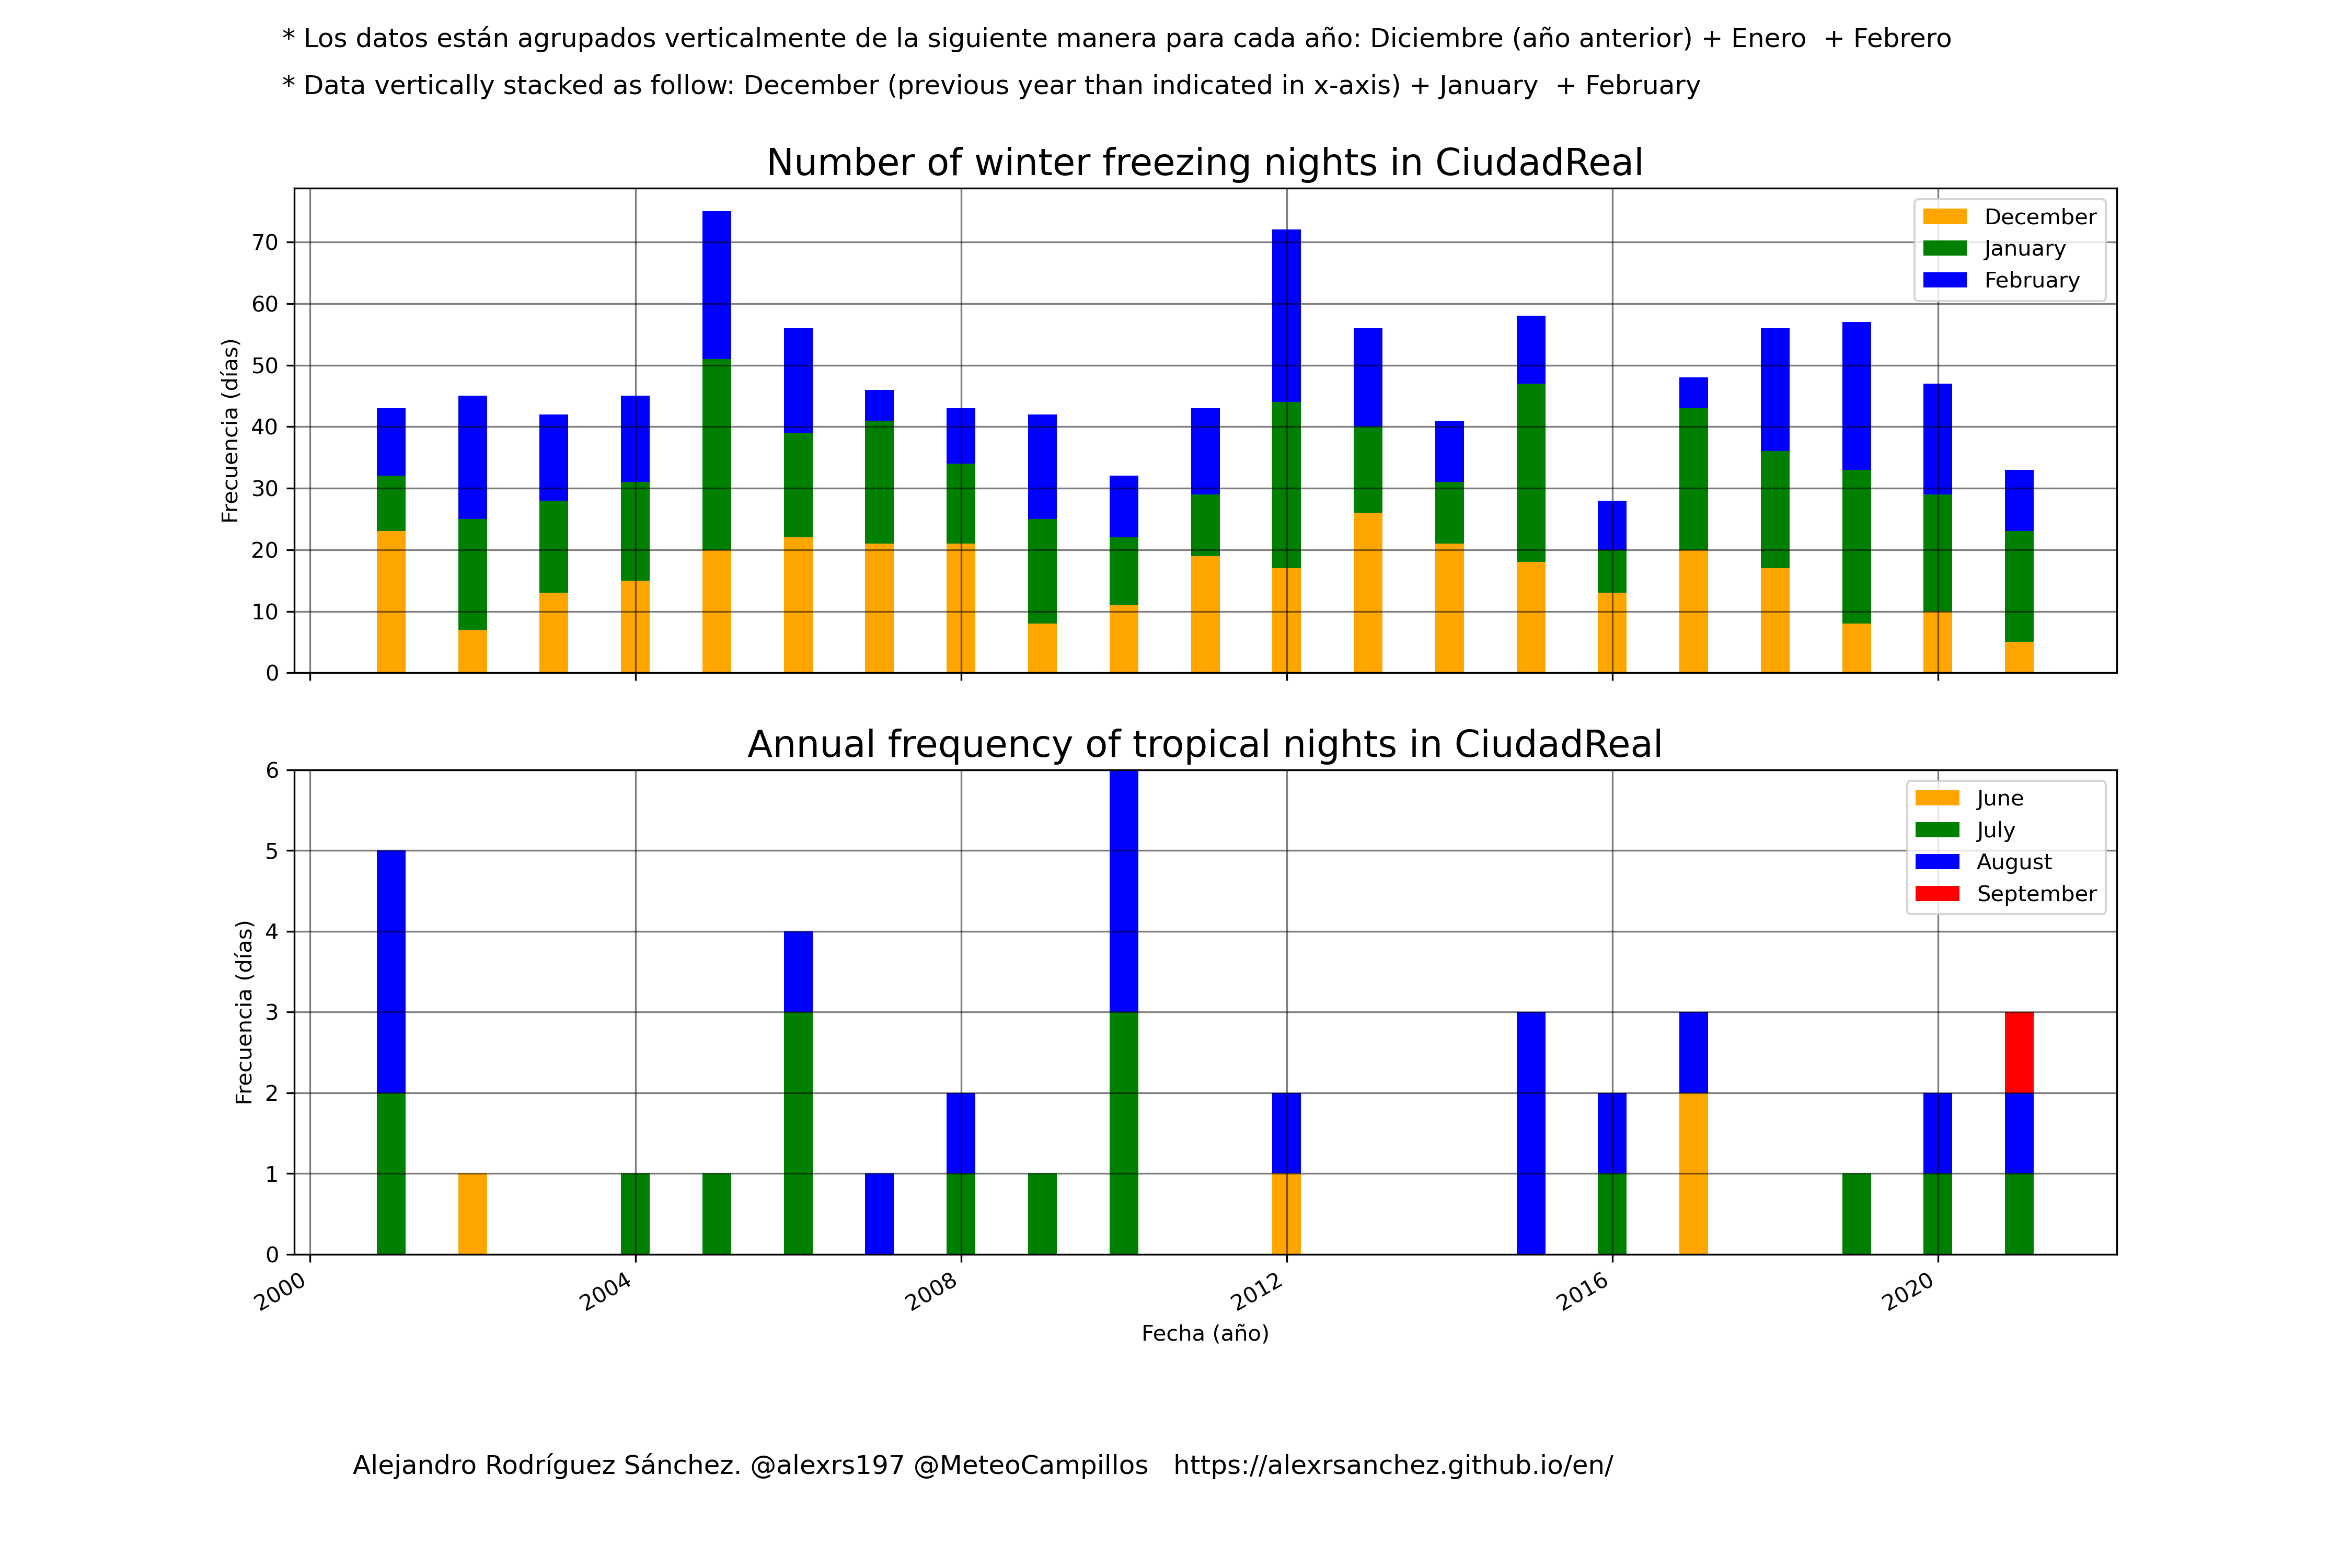 * Los datos están agrupados verticalmente de la siguiente manera para cada año: Diciembre (año anterior) + Enero  + Febrero
* Data vertically stacked as follow: December (previous year than indicated in x-axis) + January  + February
Number of winter freezing nights in CiudadReal
Frecuencia (días)
70
60
50
40
30
20
10
0
December
January
February
Annual frequency of tropical nights in CiudadReal
Frecuencia (días)
6
5
4
3
2
1
0
June
July
August
September
2000
2004
2008
2012
2016
2020
Fecha (año)
Alejandro Rodríguez Sánchez. @alexrs197 @MeteoCampillos   https://alexrsanchez.github.io/en/